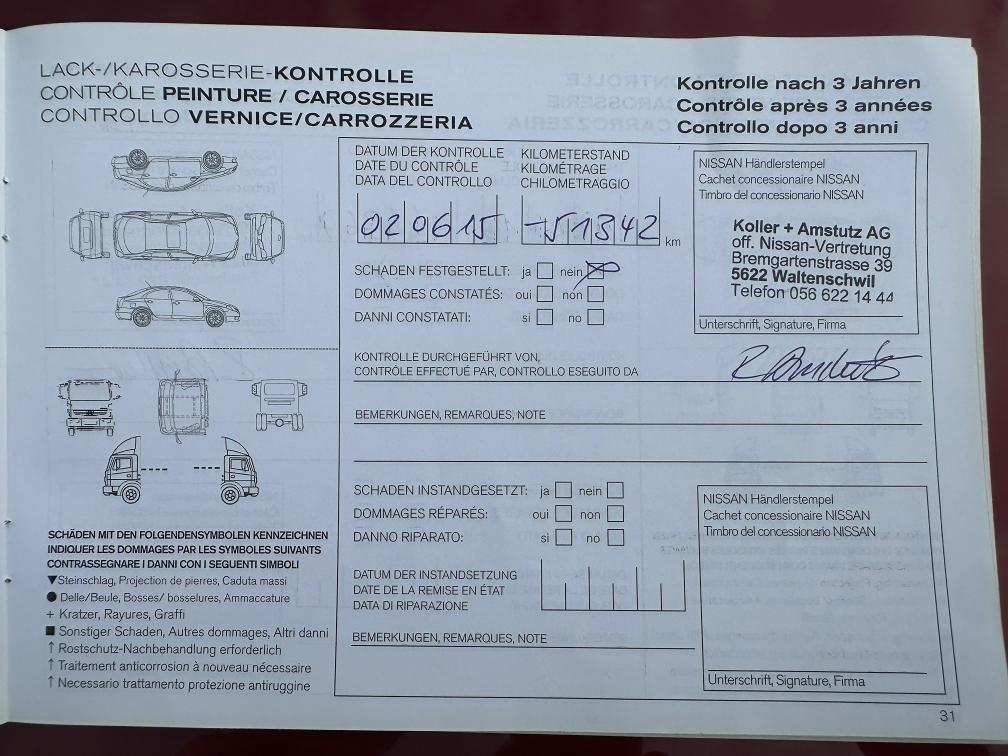 LACK-/KAROSSERIE-KONTROLLE
CONTRÔLE PEINTURE / CAROSSERIE
CONTROLLO VERNICE/CARROZZERIA
Kontrolle nach 3 Jahren
Contrôle après 3 années
Controllo dopo 3 anni
DATUM DER KONTROLLE
DATE DU CONTRÔLE
DATA DEL CONTROLLO
020615
KILOMETERSTAND
KILOMÉTRAGE
CHILOMETRAGGIO
-51342 km
NISSAN Händlerstempel
Cachet concessionaire NISSAN
Timbro del concessionario NISSAN
Koller + Amstutz AG
off. Nissan-Vertretung
Bremgartenstrasse 39
5622 Waltenschwil
Telefon 056 622 14 44
Unterschrift, Signature, Firma
SCHADEN FESTGESTELLT: ja nein
DOMMAGES CONSTATÉS: oui non
DANNI CONSTATATI: si no
KONTROLLE DURCHGEFÜHRT VON,
CONTRÔLE EFFECTUÉ PAR, CONTROLLO ESEGUITO DA
BEMERKUNGEN, REMARQUES, NOTE
SCHADEN INSTANDGESETZT: ja nein
DOMMAGES RÉPARÉS: oui non
DANNO RIPARATO: sì no
DATUM DER INSTANDSETZUNG
DATE DE LA REMISE EN ÉTAT
DATA DI RIPARAZIONE
BEMERKUNGEN, REMARQUES, NOTE
NISSAN Händlerstempel
Cachet concessionaire NISSAN
Timbro del concessionario NISSAN
Unterschrift, Signature, Firma
SCHÄDEN MIT DEN FOLGENDENSYMBOLEN KENNZEICHNEN
INDIQUER LES DOMMAGES PAR LES SYMBOLES SUIVANTS
CONTRASSEGNARE I DANNI CON I SEGUENTI SIMBOLI
▼Steinschlag, Projection de pierres, Caduta massi
● Delle/Beule, Bosses/ bosselures, Ammaccature
+ Kratzer, Rayures, Graffi
■ Sonstiger Schaden, Autres dommages, Altri danni
↑ Rostschutz-Nachbehandlung erforderlich
↑ Traitement anticorrosion à nouveau nécessaire
↑ Necessario trattamento protezione antiruggine
31